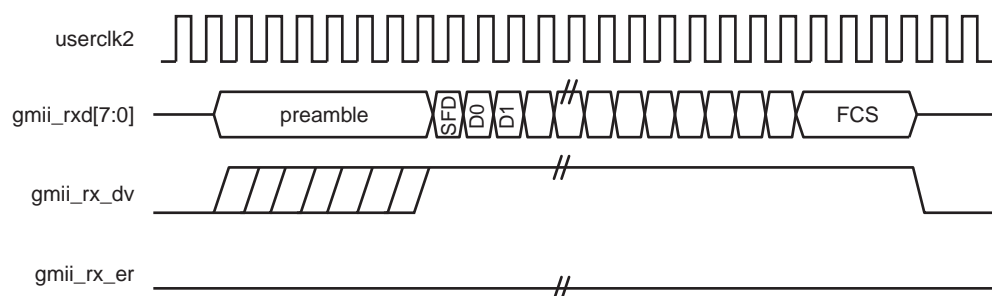 userclk2
gmii_rxd[7:0]
preamble
SFD
D0
D1
FCS
gmii_rx_dv
gmii_rx_er